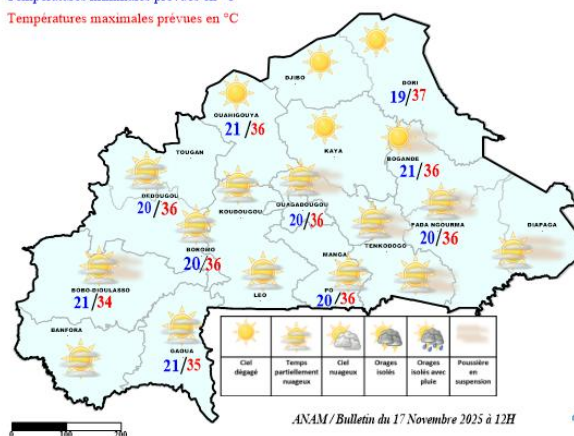 Températures maximales prévues en °C
DJIBO
DORI
19/37
OUAHIGOUYA
21/36
TOUGAN
KAYA
BOGANDE
21/36
DEDOUGOU
20/36
KOUDOUGOU
OUAGADOUGOU
20/36
FADA NGOURMA
20/36
DIAPAGA
BOROMO
20/36
TENKODOGO
MANGA
PO
20/36
LEO
BOBO-DIOULASSO
21/34
BANFORA
GAOUA
21/35
Ciel dégagé
Temps partiellement nuageux
Ciel nuageux
Orages isolés
Orages isolés avec pluie
Poussière en suspension
ANAM / Bulletin du 17 Novembre 2025 à 12H
0 100 200